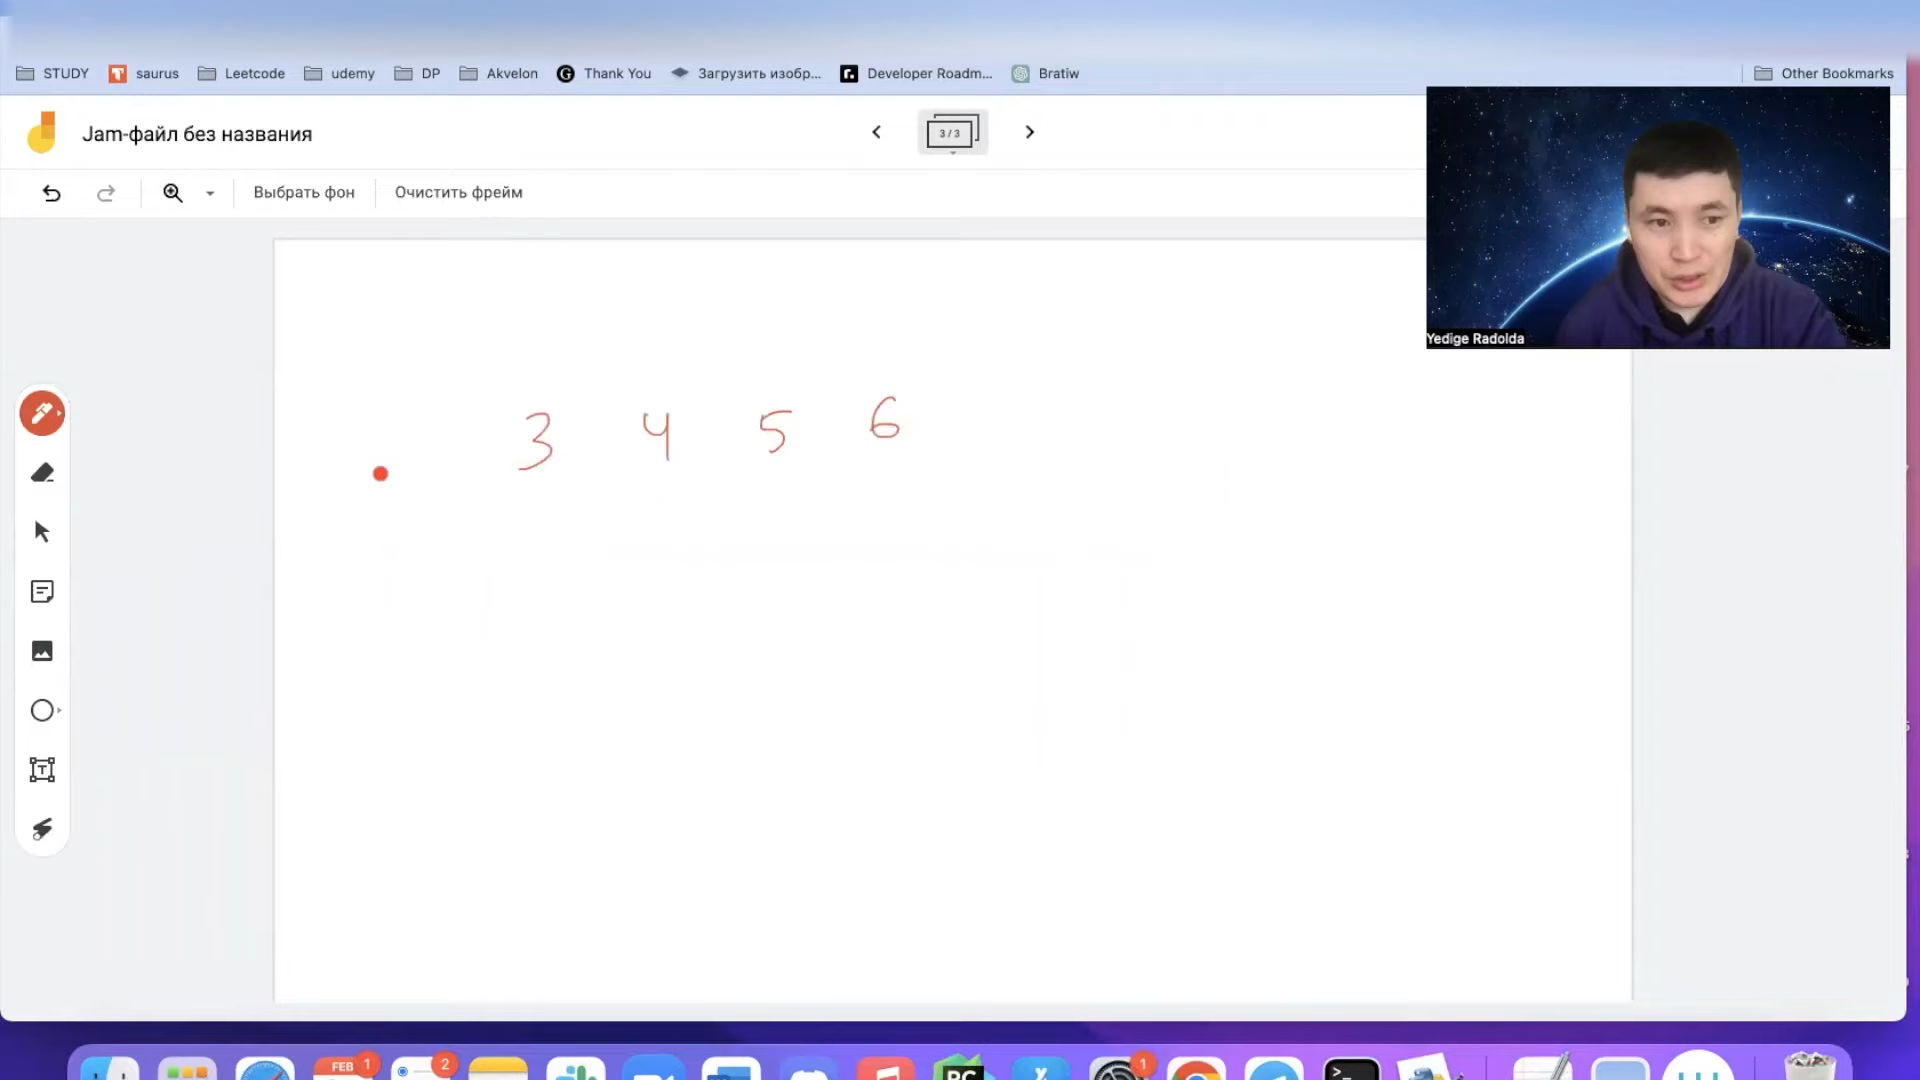 STUDY saurus Leetcode udemy DP Akvelon Thank You Загрузить изобр... Developer Roadm... Bratiw Other Bookmarks
Jam-файл без названия
3 / 3
Выбрать фон Очистить фрейм
Yedige Radolda
3 4 5 6
FEB 1 2 PC 1